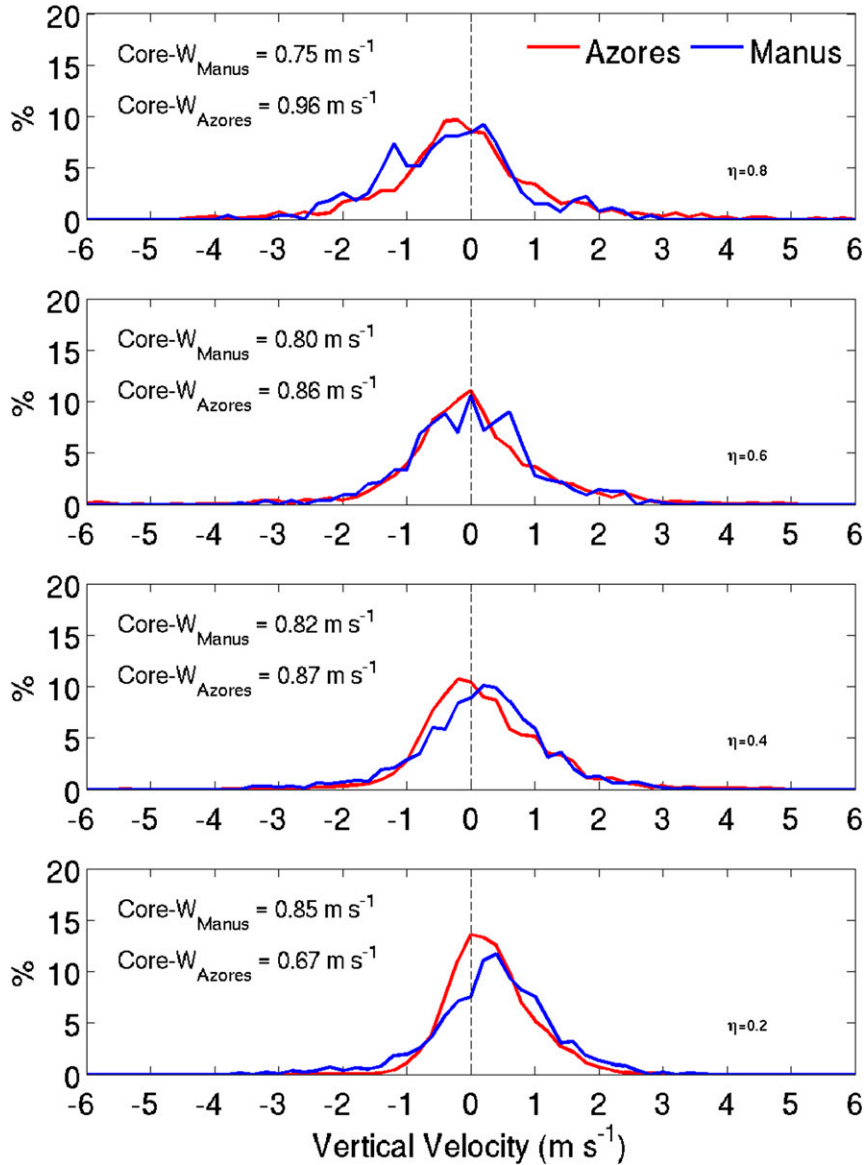 20
15
10
5
0
%
Core-W_Manus = 0.75 m s⁻¹
Core-W_Azores = 0.96 m s⁻¹
Azores
Manus
η=0.8
-6 -5 -4 -3 -2 -1 0 1 2 3 4 5 6
20
15
10
5
0
%
Core-W_Manus = 0.80 m s⁻¹
Core-W_Azores = 0.86 m s⁻¹
η=0.6
-6 -5 -4 -3 -2 -1 0 1 2 3 4 5 6
20
15
10
5
0
%
Core-W_Manus = 0.82 m s⁻¹
Core-W_Azores = 0.87 m s⁻¹
η=0.4
-6 -5 -4 -3 -2 -1 0 1 2 3 4 5 6
20
15
10
5
0
%
Core-W_Manus = 0.85 m s⁻¹
Core-W_Azores = 0.67 m s⁻¹
η=0.2
-6 -5 -4 -3 -2 -1 0 1 2 3 4 5 6
Vertical Velocity (m s⁻¹)